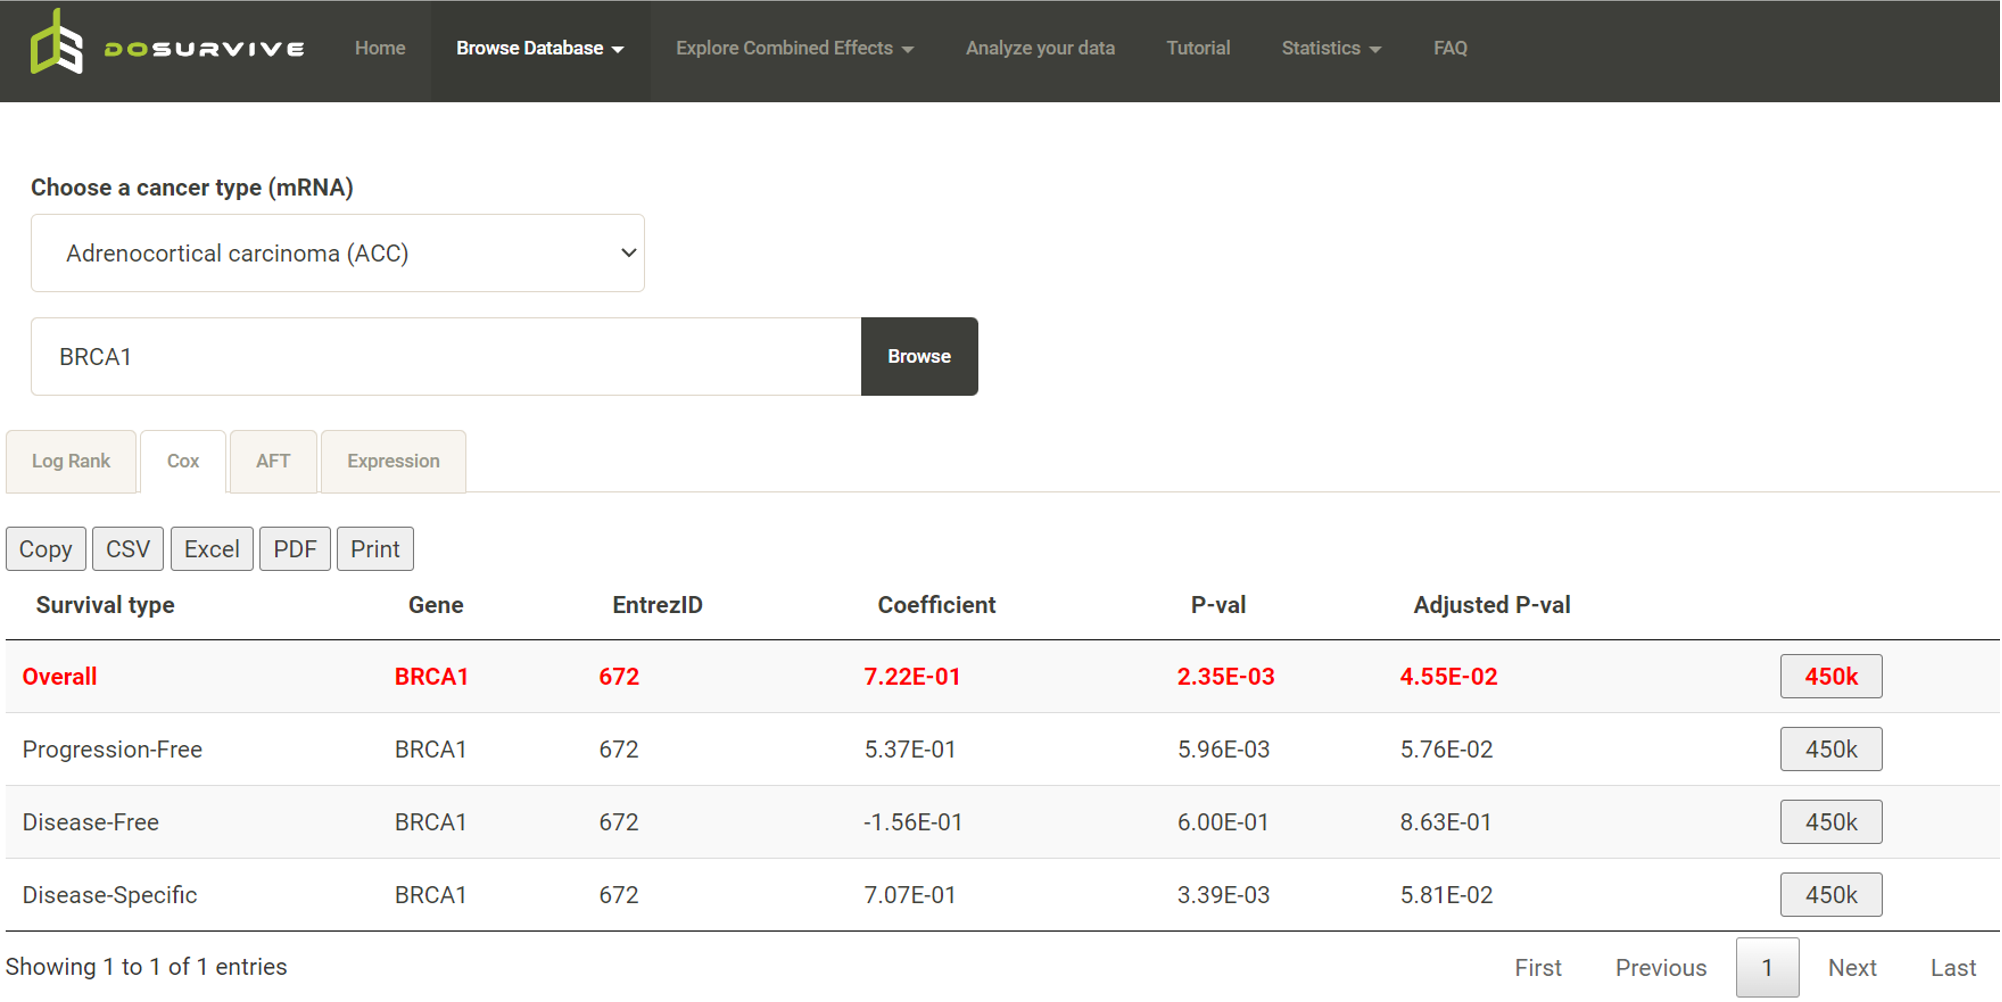 DOSURVIVE Home Browse Database Explore Combined Effects Analyze your data Tutorial Statistics FAQ
Choose a cancer type (mRNA)
Adrenocortical carcinoma (ACC)
BRCA1 Browse
Log Rank Cox AFT Expression
Copy CSV Excel PDF Print
Survival type Gene EntrezID Coefficient P-val Adjusted P-val
Overall BRCA1 672 7.22E-01 2.35E-03 4.55E-02 450k
Progression-Free BRCA1 672 5.37E-01 5.96E-03 5.76E-02 450k
Disease-Free BRCA1 672 -1.56E-01 6.00E-01 8.63E-01 450k
Disease-Specific BRCA1 672 7.07E-01 3.39E-03 5.81E-02 450k
Showing 1 to 1 of 1 entries First Previous 1 Next Last